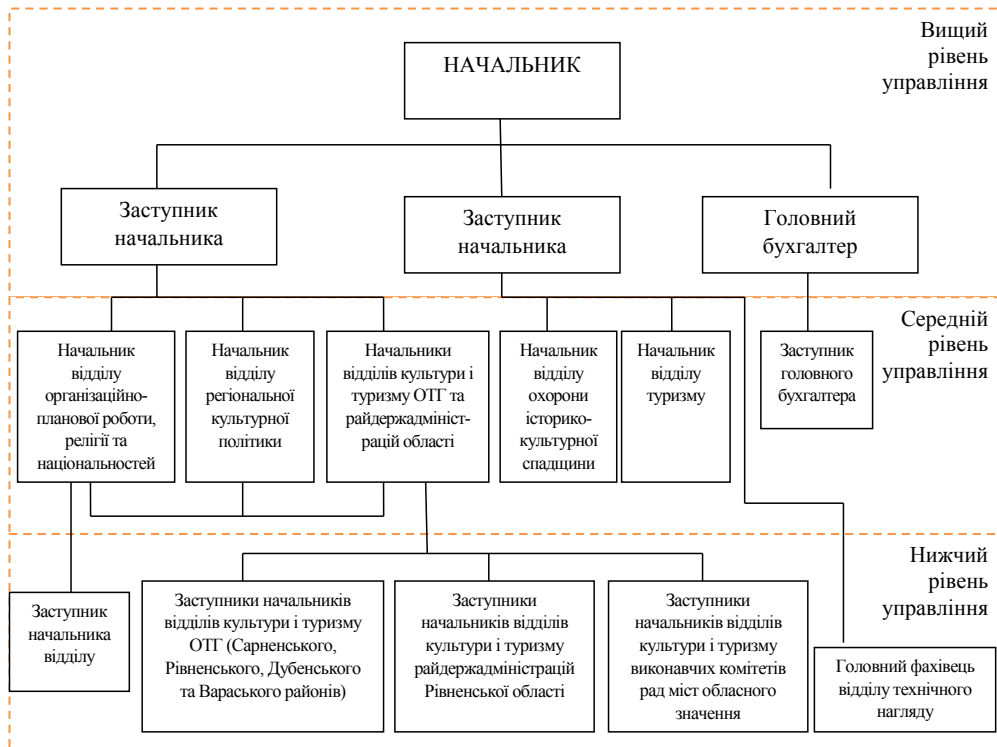 Вищий
рівень
управління
НАЧАЛЬНИК
Заступник
начальника
Заступник
начальника
Головний
бухгалтер
Середній
рівень
управління
Начальник
відділу
організаційно-
планової роботи,
релігії та
національностей
Начальник
відділу
регіональної
культурної
політики
Начальники
відділів культури і
туризму ОТГ та
райдержадмініст-
рацій області
Начальник
відділу
охорони
історико-
культурної
спадщини
Начальник
відділу
туризму
Заступник
головного
бухгалтера
Нижчий
рівень
управління
Заступник
начальника
відділу
Заступники начальників
відділів культури і туризму
ОТГ (Сарненського,
Рівненського, Дубенського
та Вараського районів)
Заступники
начальників відділів
культури і туризму
райдержадміністрацій
Рівненської області
Заступники
начальників відділів
культури і туризму
виконавчих комітетів
рад міст обласного
значення
Головний фахівець
відділу технічного
нагляду